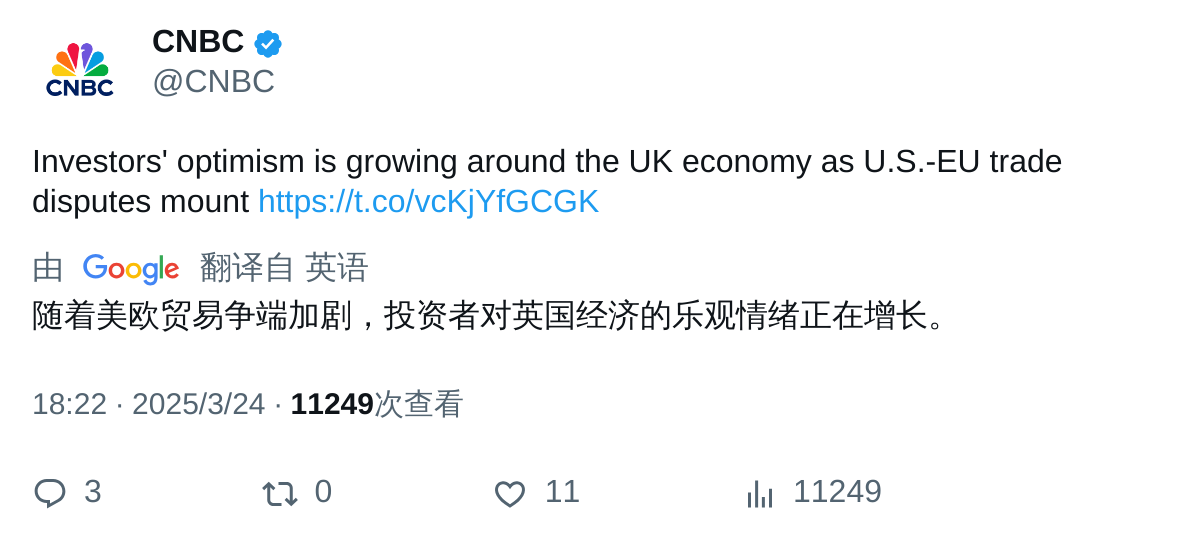 CNBC
CNBC
@CNBC
Investors' optimism is growing around the UK economy as U.S.-EU trade
disputes mount https://t.co/vcKjYfGCGK
由 Google 翻译自 英语
随着美欧贸易争端加剧，投资者对英国经济的乐观情绪正在增长。
18:22 · 2025/3/24 · 11249次查看
3 0 11 11249